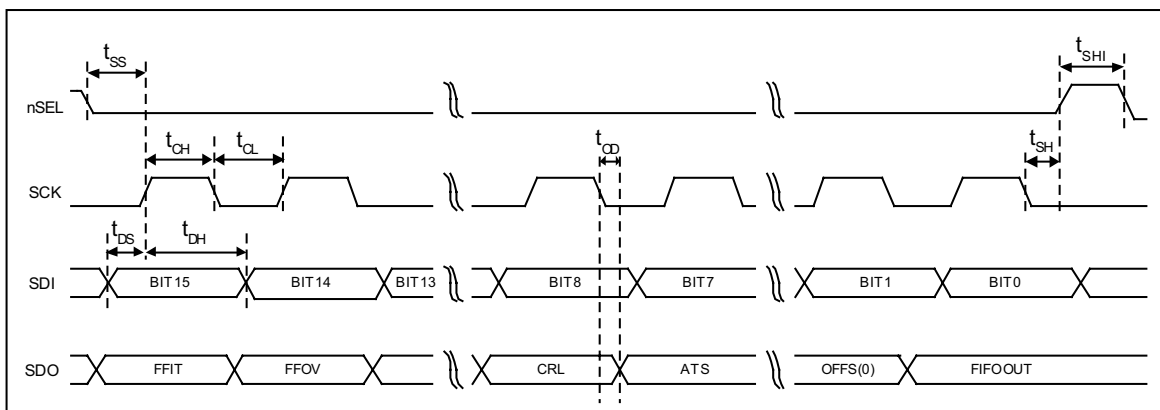 tSS
tSHI
nSEL
tCH tCL tOD tSH
SCK
tDS tDH
SDI BIT15 BIT14 BIT13 BIT8 BIT7 BIT1 BIT0
SDO FFIT FFOV CRL ATS OFFS(0) FIFOOUT